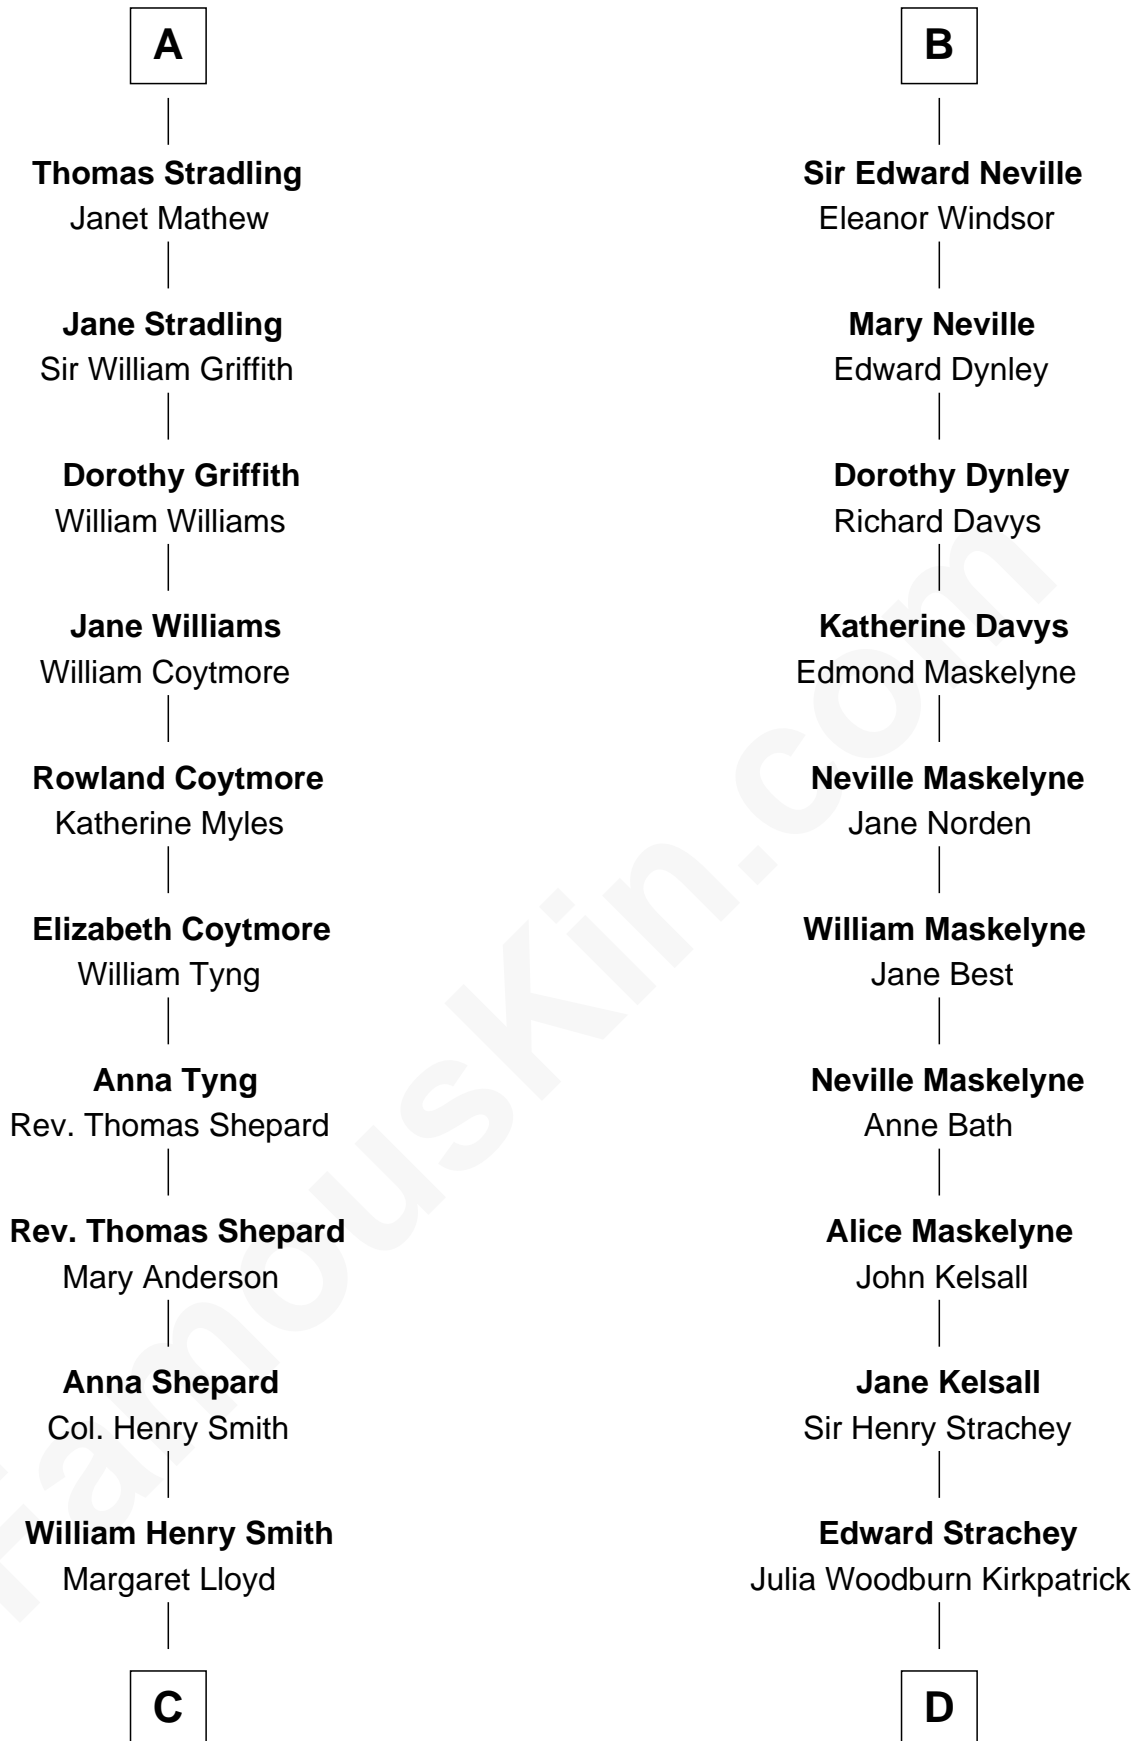 A
Thomas Stradling
Janet Mathew
Jane Stradling
Sir William Griffith
Dorothy Griffith
William Williams
Jane Williams
William Coytmore
Rowland Coytmore
Katherine Myles
Elizabeth Coytmore
William Tyng
Anna Tyng
Rev. Thomas Shepard
Rev. Thomas Shepard
Mary Anderson
Anna Shepard
Col. Henry Smith
William Henry Smith
Margaret Lloyd
C
B
Sir Edward Neville
Eleanor Windsor
Mary Neville
Edward Dynley
Dorothy Dynley
Richard Davys
Katherine Davys
Edmond Maskelyne
Neville Maskelyne
Jane Norden
William Maskelyne
Jane Best
Neville Maskelyne
Anne Bath
Alice Maskelyne
John Kelsall
Jane Kelsall
Sir Henry Strachey
Edward Strachey
Julia Woodburn Kirkpatrick
D
FamousKin.com